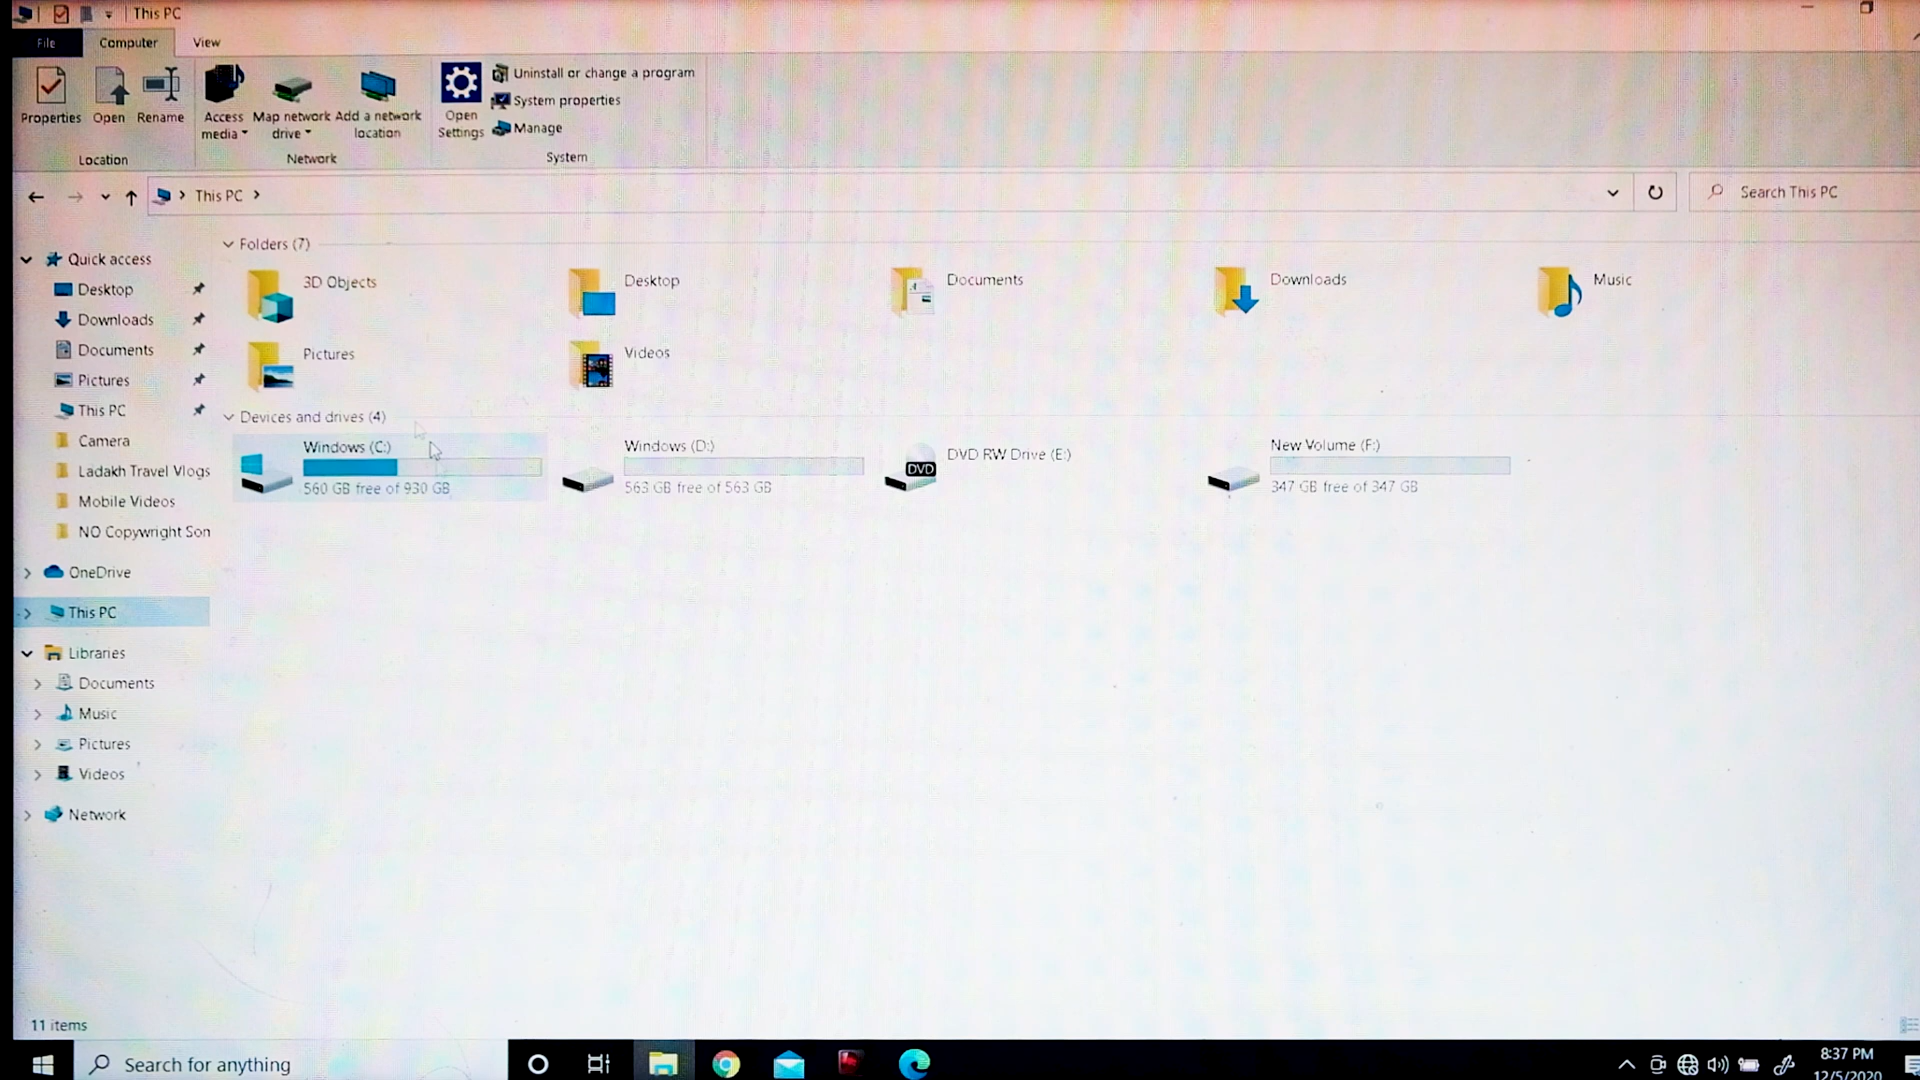 This PC
File Computer View
Uninstall or change a program
System properties
Manage
Properties Open Rename Access media Map network drive Add a network location Open Settings
Location Network System
This PC
Search This PC
Quick access
Desktop
Downloads
Documents
Pictures
This PC
Camera
Ladakh Travel Vlogs
Mobile Videos
NO Copywright Son
OneDrive
This PC
Libraries
Documents
Music
Pictures
Videos
Network
Folders (7)
3D Objects
Desktop
Documents
Downloads
Music
Pictures
Videos
Devices and drives (4)
Windows (C:)
560 GB free of 930 GB
Windows (D:)
563 GB free of 563 GB
DVD RW Drive (E:)
DVD
New Volume (F:)
347 GB free of 347 GB
11 items
Search for anything
8:37 PM
12/5/2020